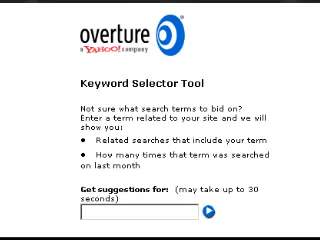 overture
a YAHOO! company
Keyword Selector Tool
Not sure what search terms to bid on?
Enter a term related to your site and we will
show you:
● Related searches that include your term
● How many times that term was searched
on last month
Get suggestions for: (may take up to 30
seconds)